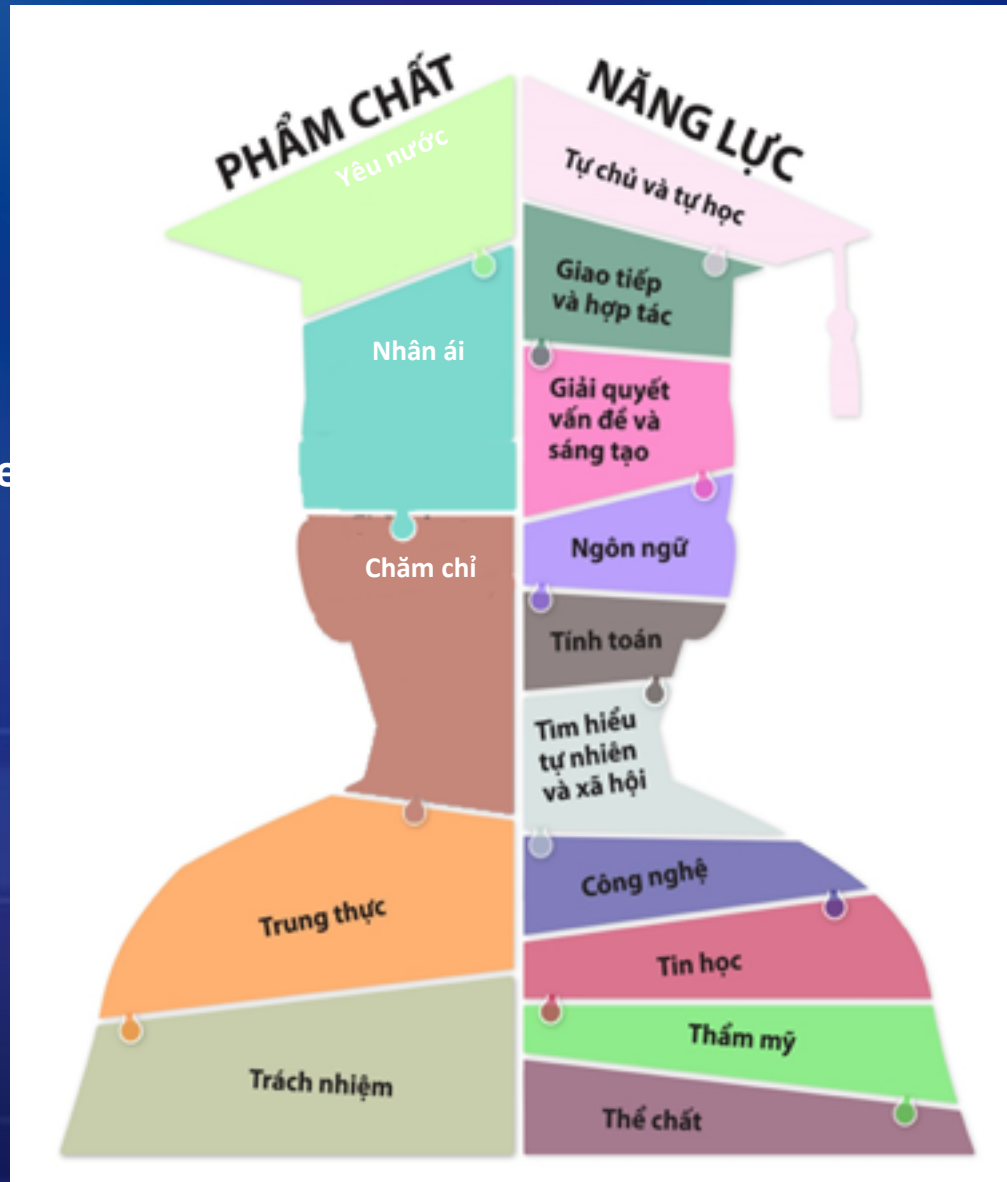 PHẨM CHẤT
Yêu nước
Nhân ái
Chăm chỉ
Trung thực
Trách nhiệm
NĂNG LỰC
Tự chủ và tự học
Giao tiếp
và hợp tác
Giải quyết
vấn đề và
sáng tạo
Ngôn ngữ
Tính toán
Tìm hiểu
tự nhiên
và xã hội
Công nghệ
Tin học
Thẩm mỹ
Thể chất